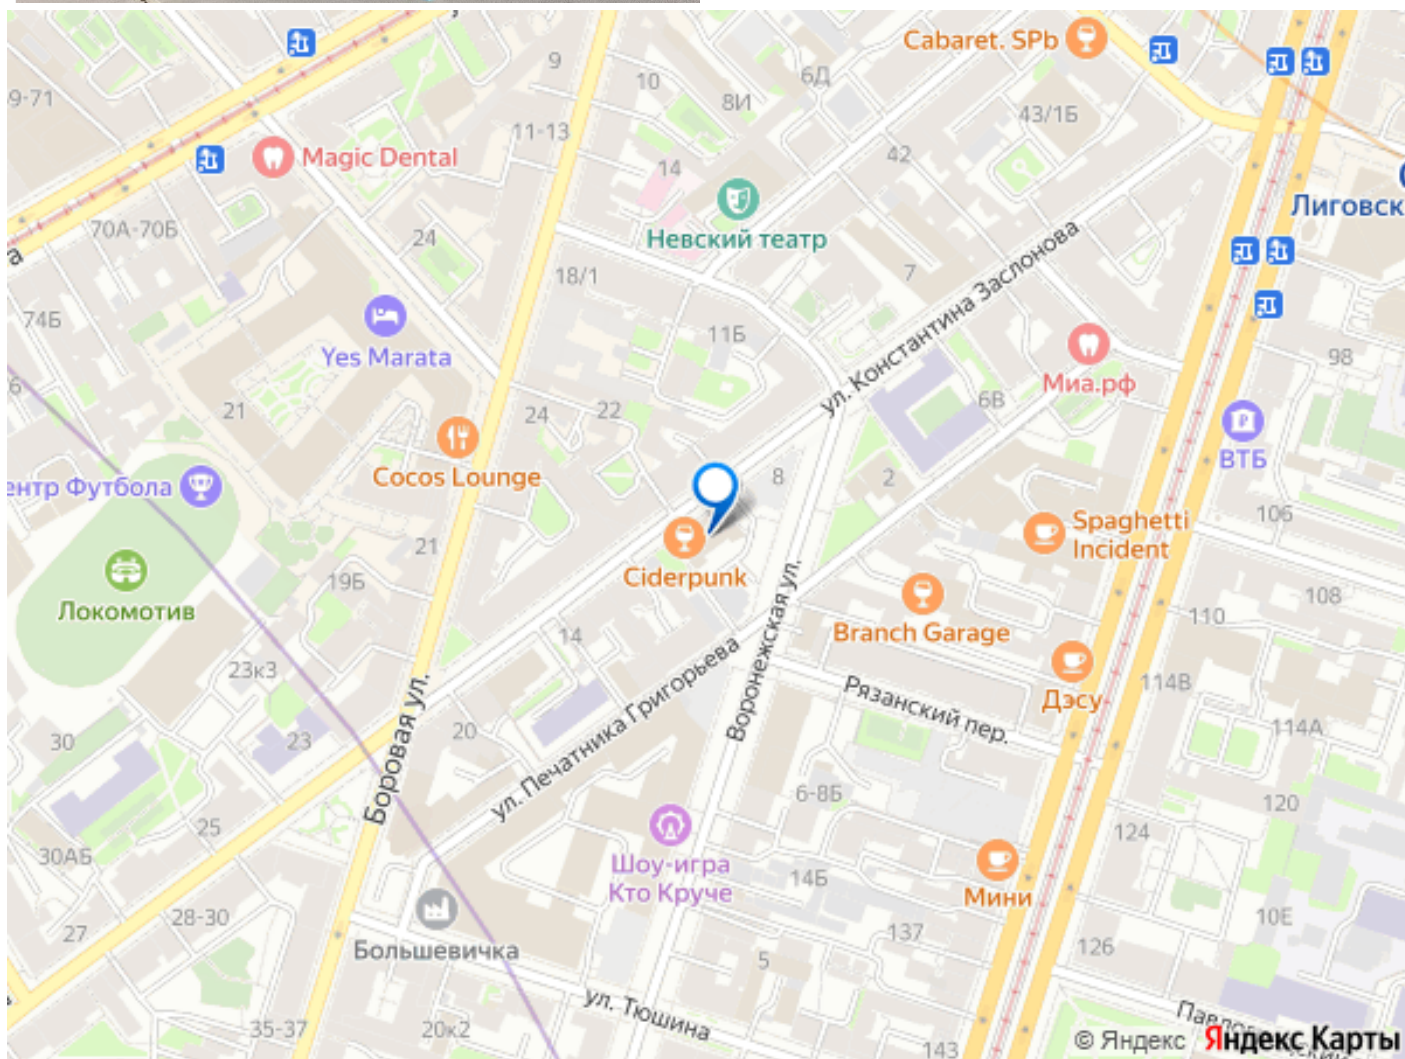 Cabaret. SPb
9
10
6Д
8И
9-71
11-13
43/1Б
Magic Dental
14
42
Лиговск
70А-70Б
24
Невский театр
а
18/1
7
ул. Константина Заслонова
74Б
11Б
Yes Marata
98
Миа.рф
6
21
24
22
6В
ВТБ
Cocos Lounge
ентр Футбола
8
2
106
Spaghetti
Incident
21
19Б
Ciderpunk
Локомотив
108
110
Branch Garage
14
23к3
Воронежская ул.
Рязанский пер.
114В
Дэсу
30
23
20
114А
Боровая ул.
ул. Печатника Григорьева
6-8Б
120
25
124
30АБ
Шоу-игра
Кто Круче
14Б
Мини
28-30
10Е
27
Большевичка
137
126
5
ул. Тюшина
35-37
20к2
143
© Яндекс
Яндекс Карты